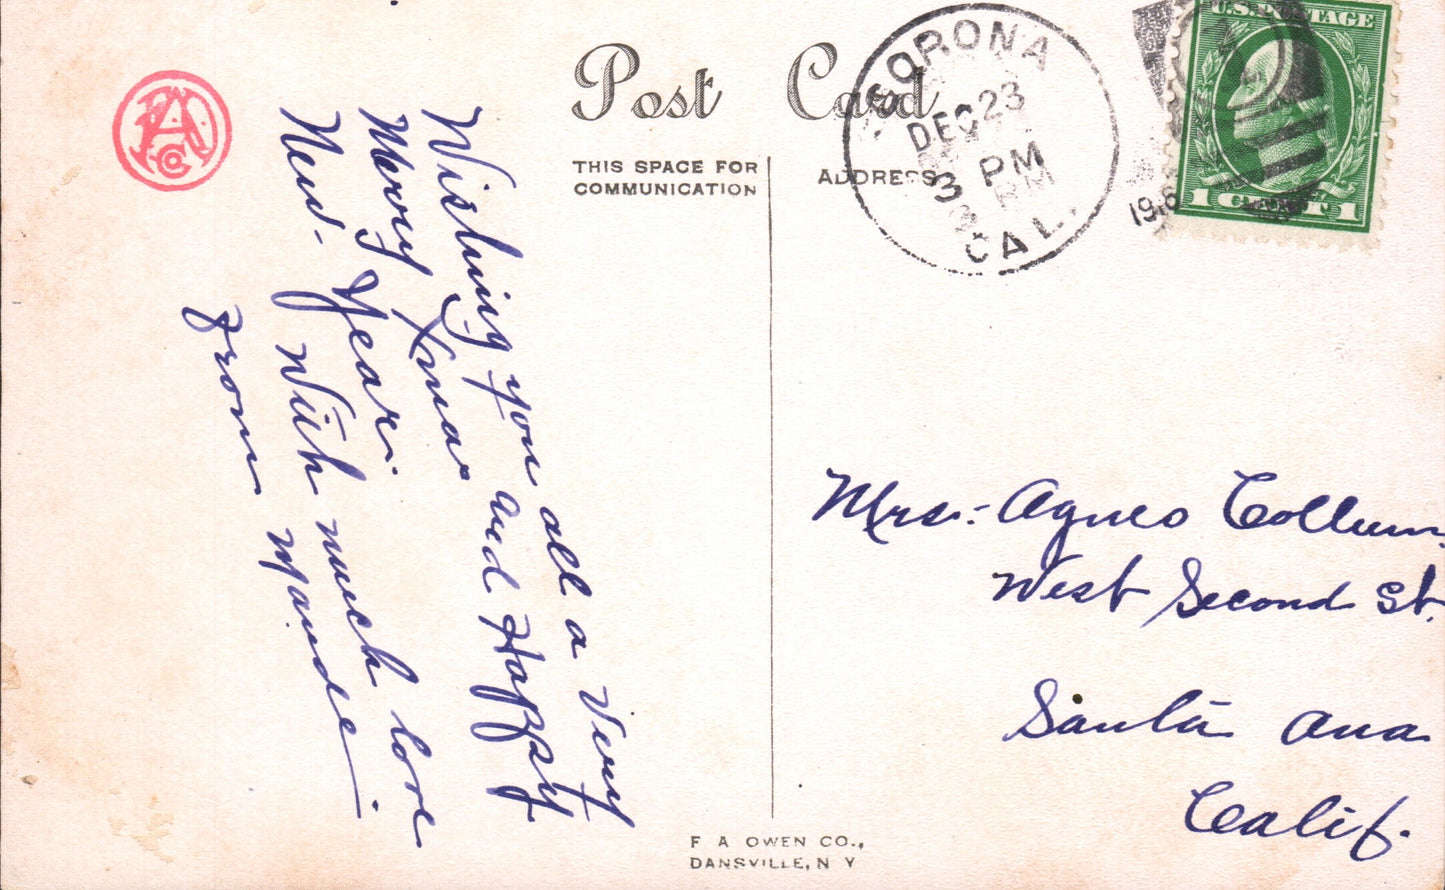 Post Card
THIS SPACE FOR
COMMUNICATION
ADDRESS
CORONA
DEC 23
3 PM
CAL.
U.S. POSTAGE
1 CENT 1
Wishing you all a Very
Merry Xmas and Happy
New Year.
With much love
From Maude
Mrs. Agnes Collum
West Second St.
Santa Ana
Calif.
F A OWEN CO.,
DANSVILLE, N Y